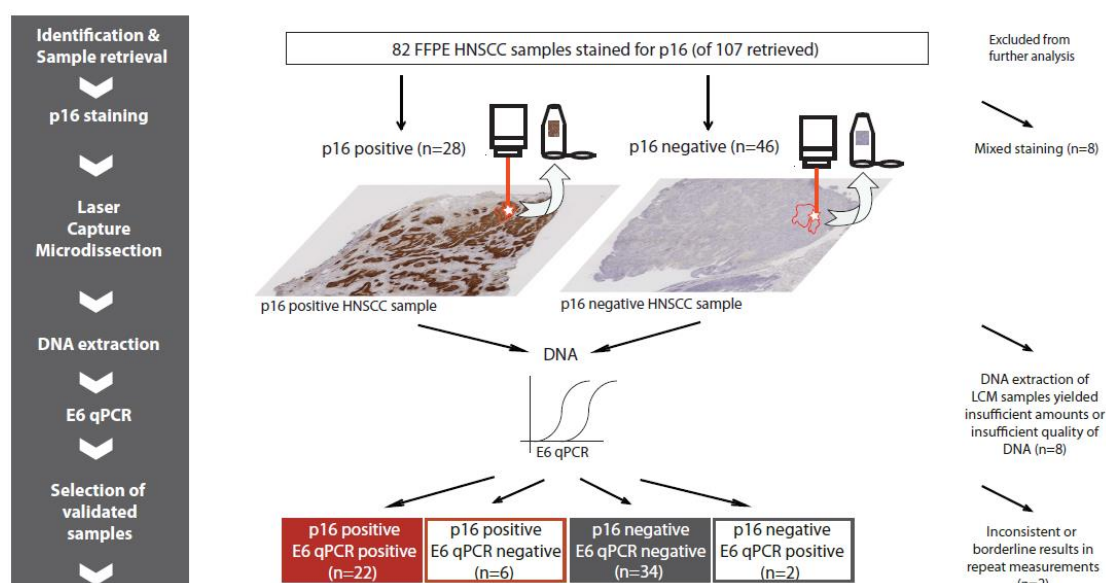 Identification &
Sample retrieval
p16 staining
Laser
Capture
Microdissection
DNA extraction
E6 qPCR
Selection of
validated
samples
82 FFPE HNSCC samples stained for p16 (of 107 retrieved)
p16 positive (n=28)
p16 negative (n=46)
p16 positive HNSCC sample
p16 negative HNSCC sample
DNA
E6 qPCR
p16 positive
E6 qPCR positive
(n=22)
p16 positive
E6 qPCR negative
(n=6)
p16 negative
E6 qPCR negative
(n=34)
p16 negative
E6 qPCR positive
(n=2)
Excluded from
further analysis
Mixed staining (n=8)
DNA extraction of
LCM samples yielded
insufficient amounts or
insufficient quality of
DNA (n=8)
Inconsistent or
borderline results in
repeat measurements
(n=2)